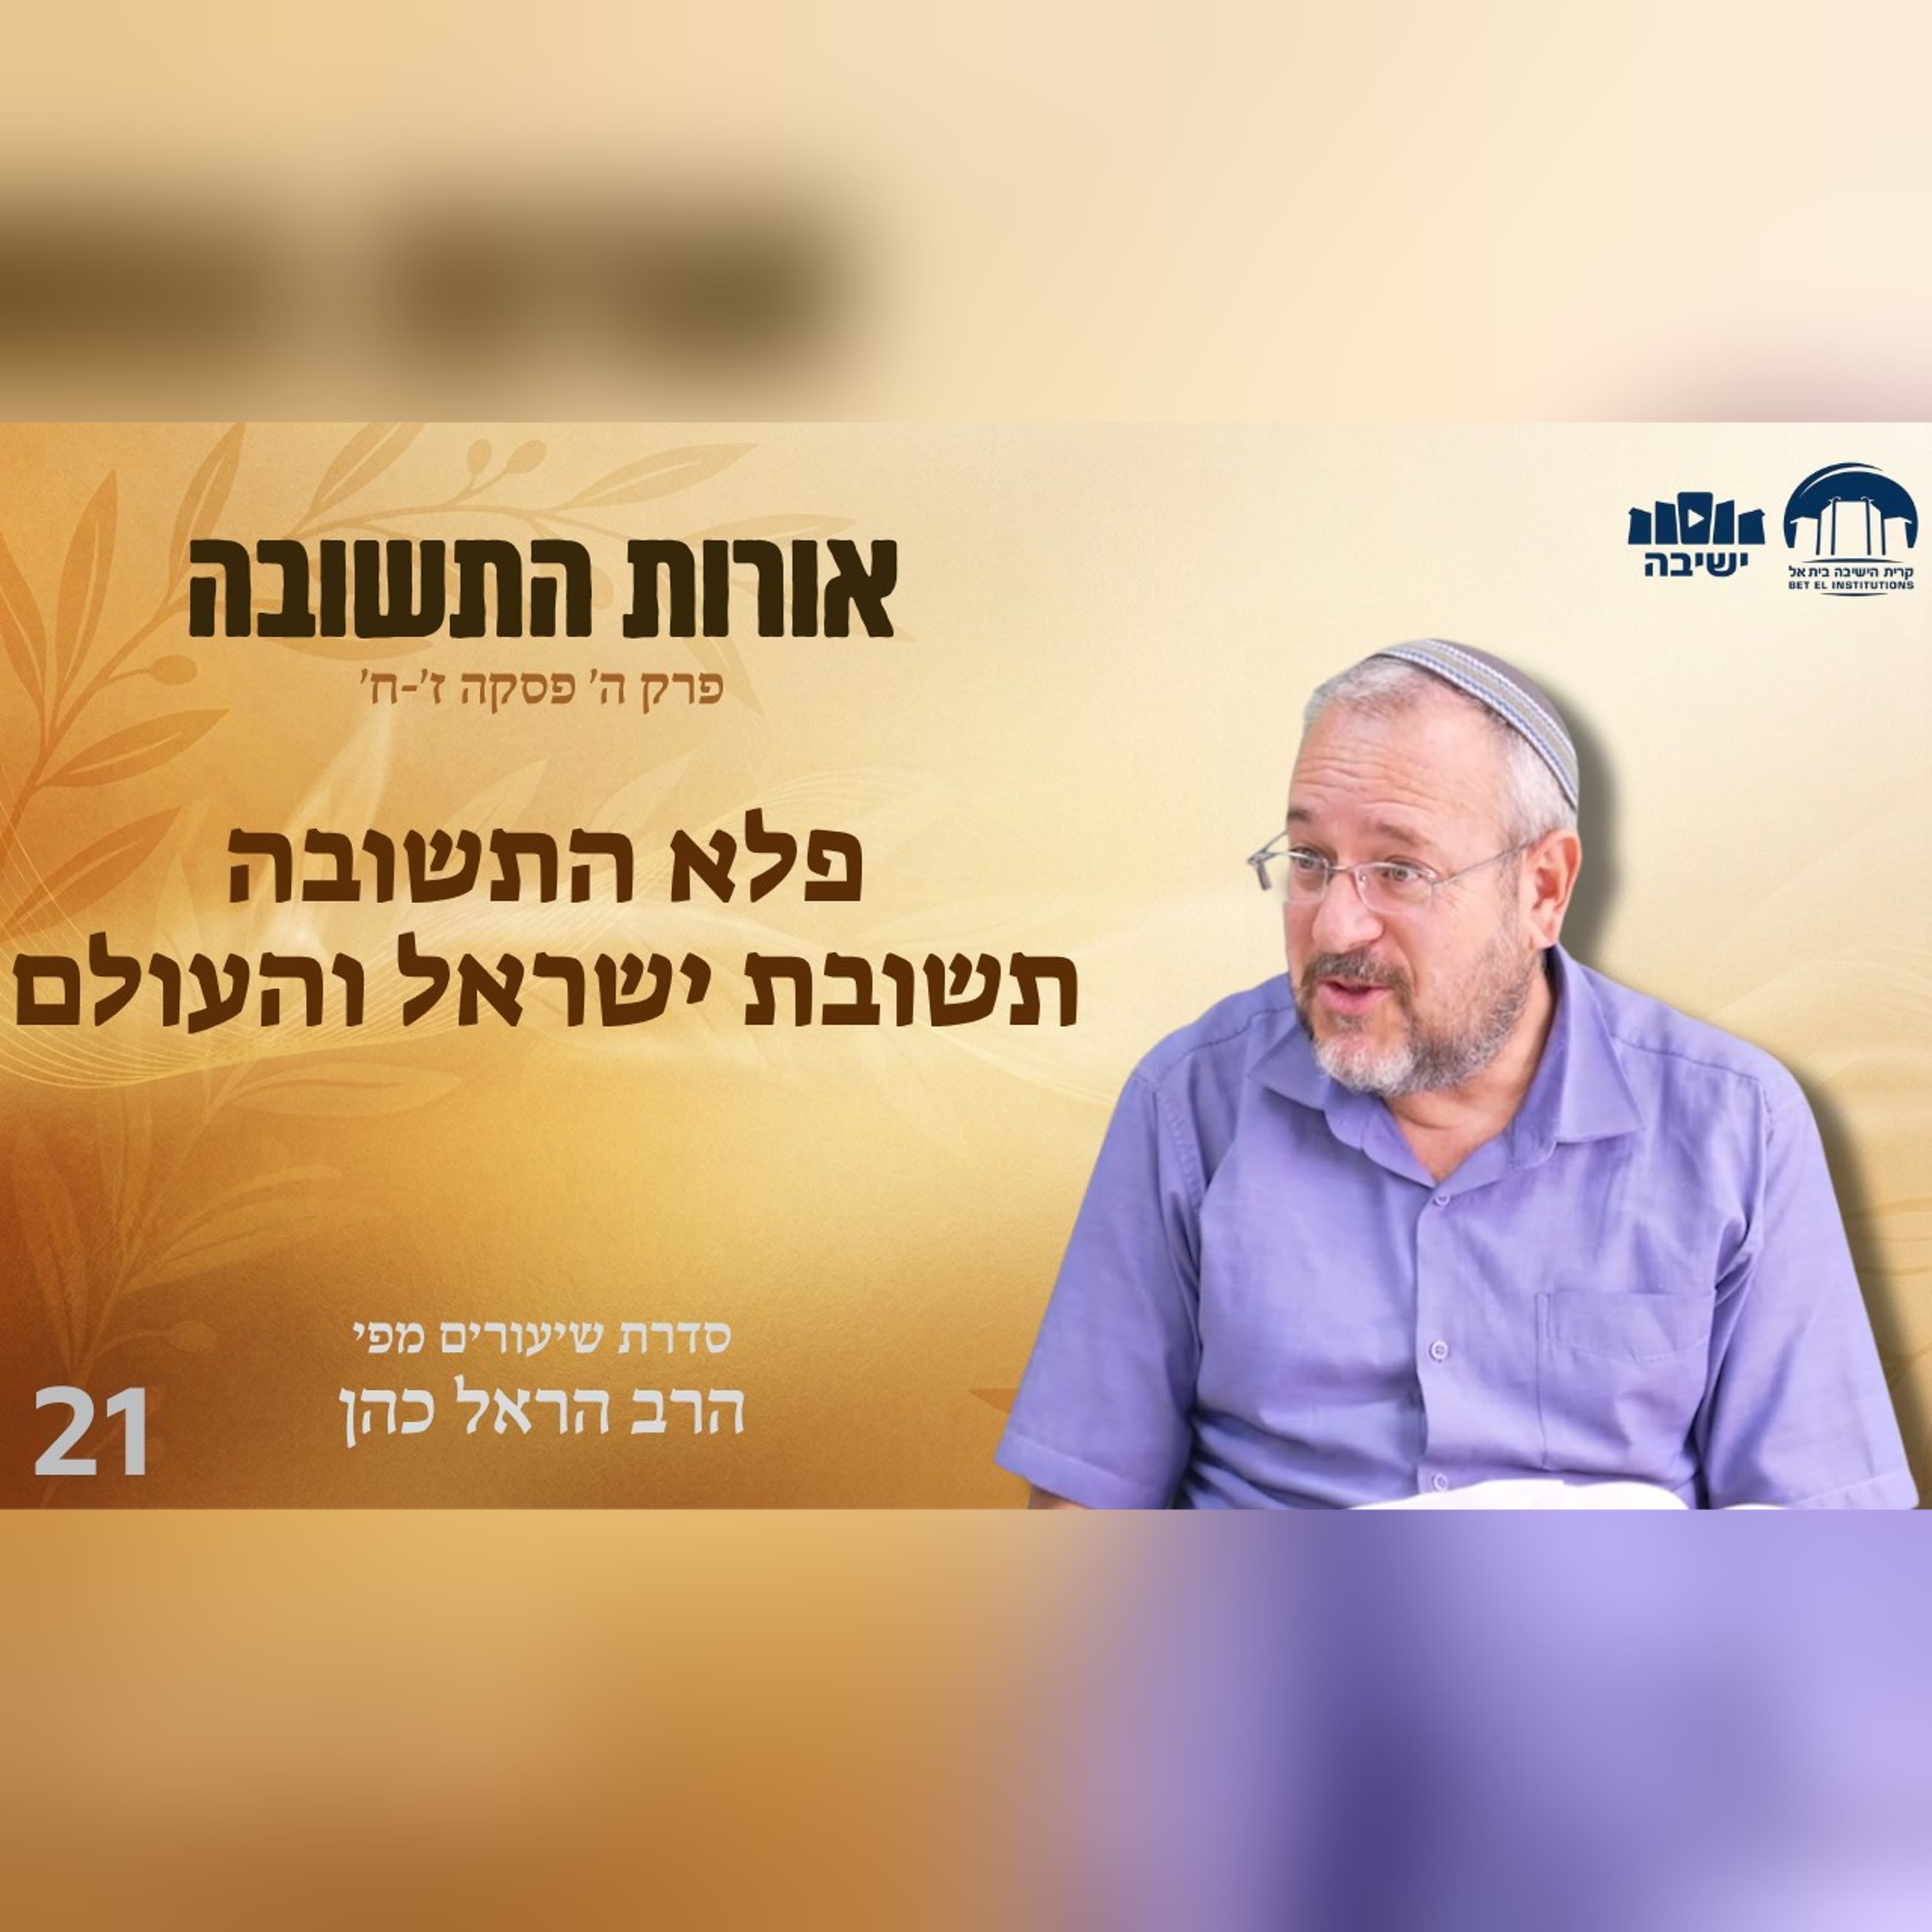 אורות התשובה
פרק ה' פסקה ז'-ח'
פלא התשובה
תשובת ישראל והעולם
סדרת שיעורים מפי
הרב הראל כהן
21
ישיבה
קרית הישיבה בית אל
BET EL INSTITUTIONS